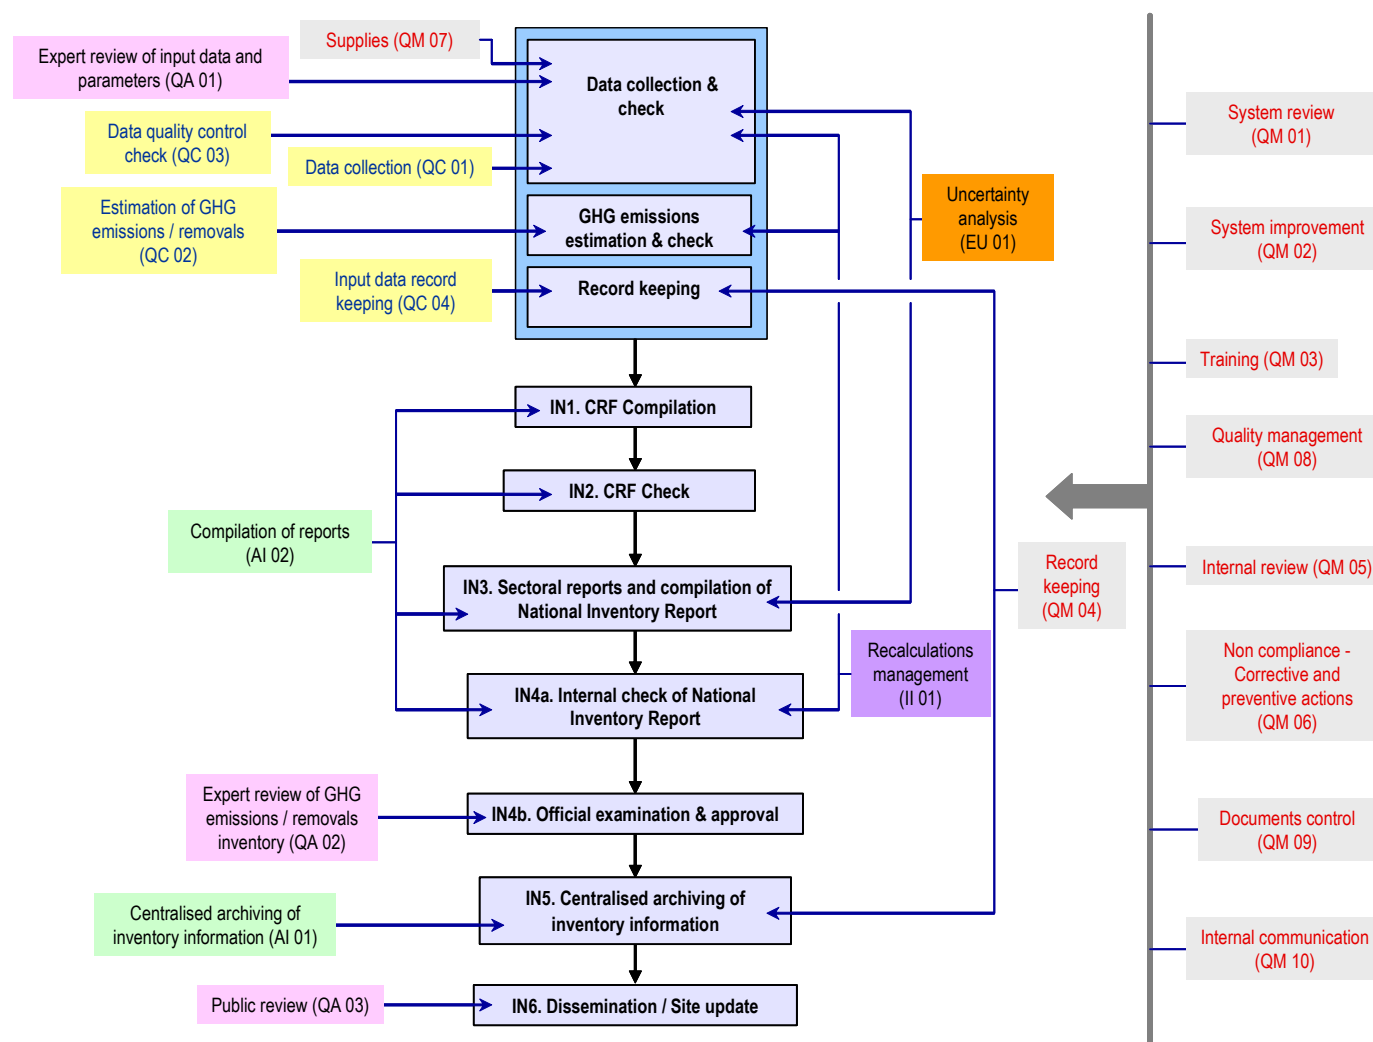 Supplies (QM 07)
Expert review of input data and
parameters (QA 01)
Data quality control
check (QC 03)
Data collection (QC 01)
Estimation of GHG
emissions / removals
(QC 02)
Input data record
keeping (QC 04)
Data collection &
check
GHG emissions
estimation & check
Record keeping
Uncertainty
analysis
(EU 01)
IN1. CRF Compilation
IN2. CRF Check
Compilation of reports
(AI 02)
IN3. Sectoral reports and compilation of
National Inventory Report
IN4a. Internal check of National
Inventory Report
Recalculations
management
(II 01)
Record
keeping
(QM 04)
Expert review of GHG
emissions / removals
inventory (QA 02)
IN4b. Official examination & approval
Centralised archiving of
inventory information (AI 01)
IN5. Centralised archiving of
inventory information
Public review (QA 03)
IN6. Dissemination / Site update
System review
(QM 01)
System improvement
(QM 02)
Training (QM 03)
Quality management
(QM 08)
Internal review (QM 05)
Non compliance -
Corrective and
preventive actions
(QM 06)
Documents control
(QM 09)
Internal communication
(QM 10)